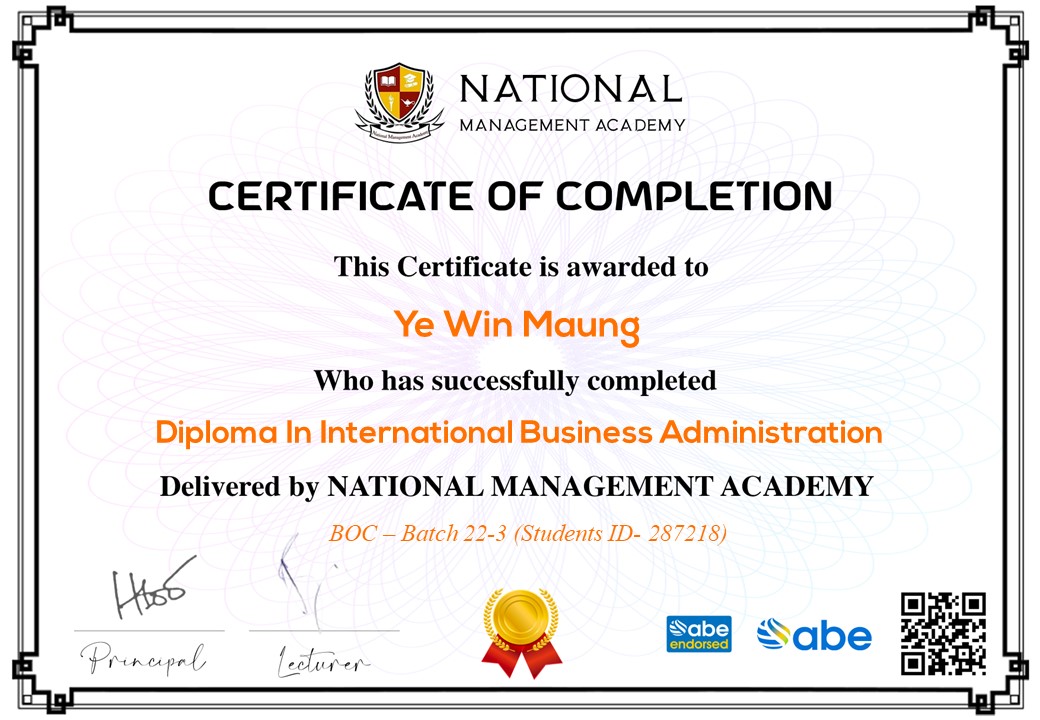 NATIONAL
MANAGEMENT ACADEMY
National Management Academy
CERTIFICATE OF COMPLETION
This Certificate is awarded to
Ye Win Maung
Who has successfully completed
Diploma In International Business Administration
Delivered by NATIONAL MANAGEMENT ACADEMY
BOC – Batch 22-3 (Students ID- 287218)
Principal
Lecturer
abe
endorsed
abe